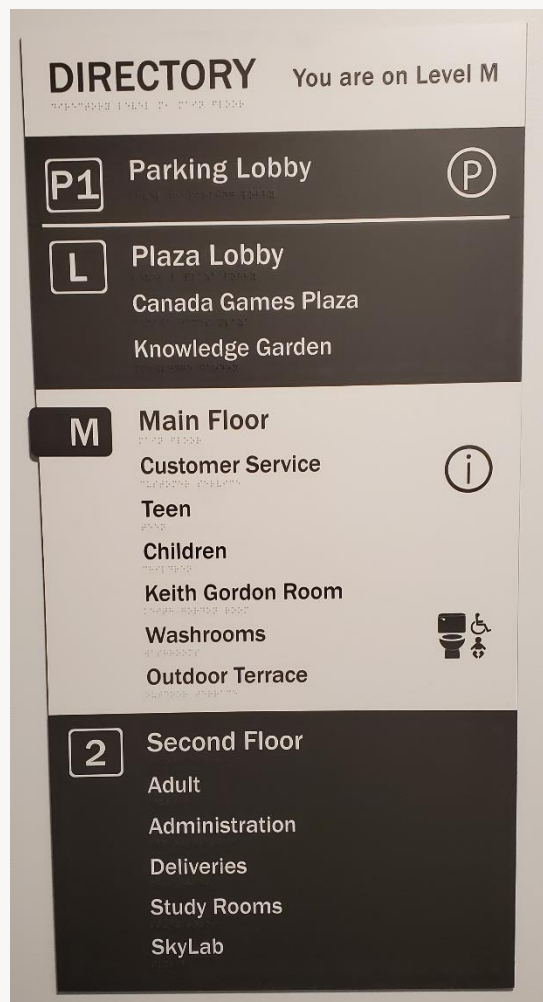 DIRECTORY You are on Level M
P1 Parking Lobby P
L Plaza Lobby
Canada Games Plaza
Knowledge Garden
M Main Floor
Customer Service i
Teen
Children
Keith Gordon Room
Washrooms
Outdoor Terrace
2 Second Floor
Adult
Administration
Deliveries
Study Rooms
SkyLab